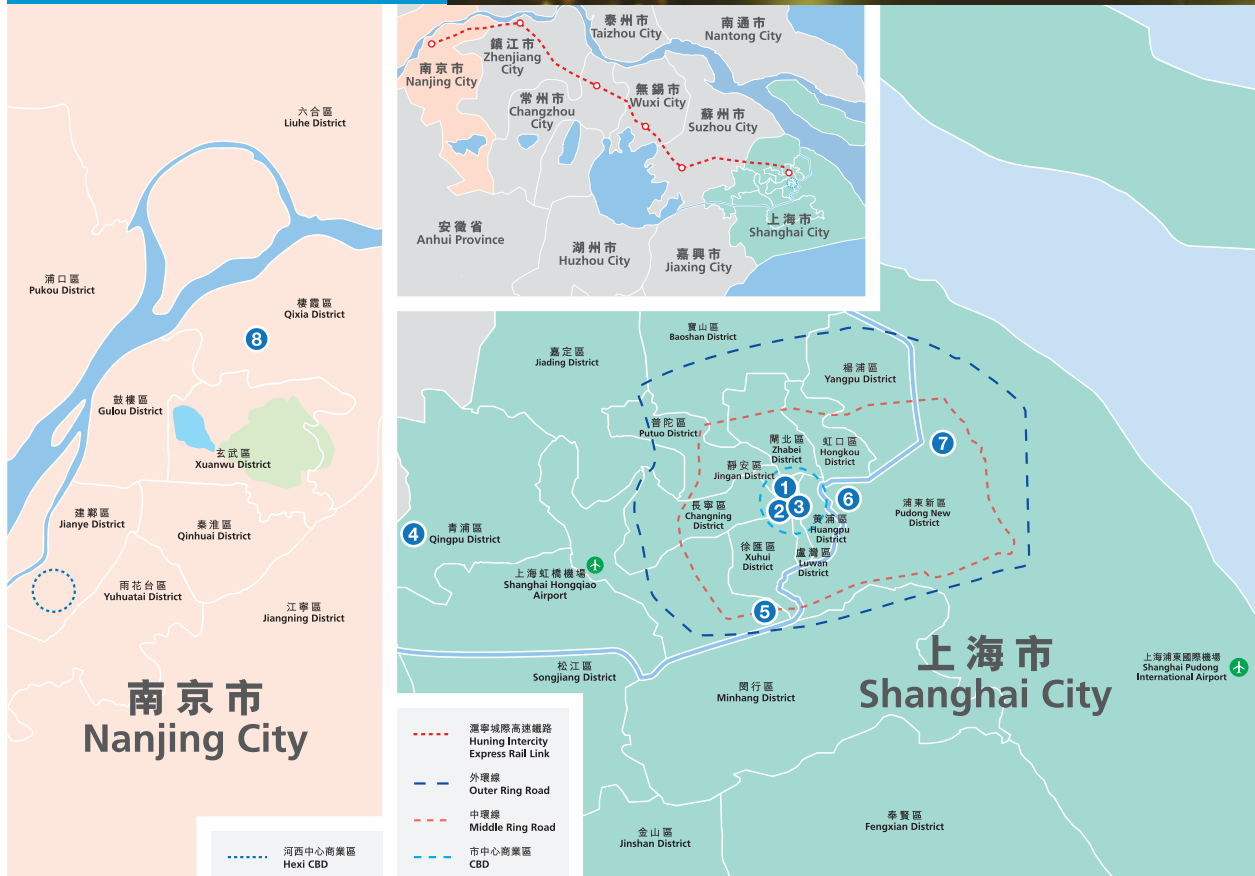 六合區
Liuhe District
浦口區
Pukou District
棲霞區
Qixia District
8
鼓樓區
Gulou District
玄武區
Xuanwu District
建鄴區
Jianye District
秦淮區
Qinhuai District
雨花台區
Yuhuatai District
江寧區
Jiangning District
南京市
Nanjing City
河西中心商業區
Hexi CBD
泰州市
Taizhou City
南通市
Nantong City
鎮江市
Zhenjiang
City
南京市
Nanjing City
常州市
Changzhou
City
無錫市
Wuxi City
蘇州市
Suzhou City
安徽省
Anhui Province
湖州市
Huzhou City
嘉興市
Jiaxing City
上海市
Shanghai City
寶山區
Baoshan District
嘉定區
Jiading District
楊浦區
Yangpu District
普陀區
Putuo District
閘北區
Zhabei
District
虹口區
Hongkou
District
7
靜安區
Jingan District
1
2
3
6
長寧區
Changning
District
黃浦區
Huangpu
District
浦東新區
Pudong New
District
4
青浦區
Qingpu District
徐匯區
Xuhui
District
盧灣區
Luwan
District
上海虹橋機場
Shanghai Hongqiao
Airport
5
松江區
Songjiang District
閔行區
Minhang District
上海市
Shanghai City
上海浦東國際機場
Shanghai Pudong
International Airport
奉賢區
Fengxian District
金山區
Jinshan District
滬寧城際高速鐵路
Huning Intercity
Express Rail Link
外環線
Outer Ring Road
中環線
Middle Ring Road
市中心商業區
CBD